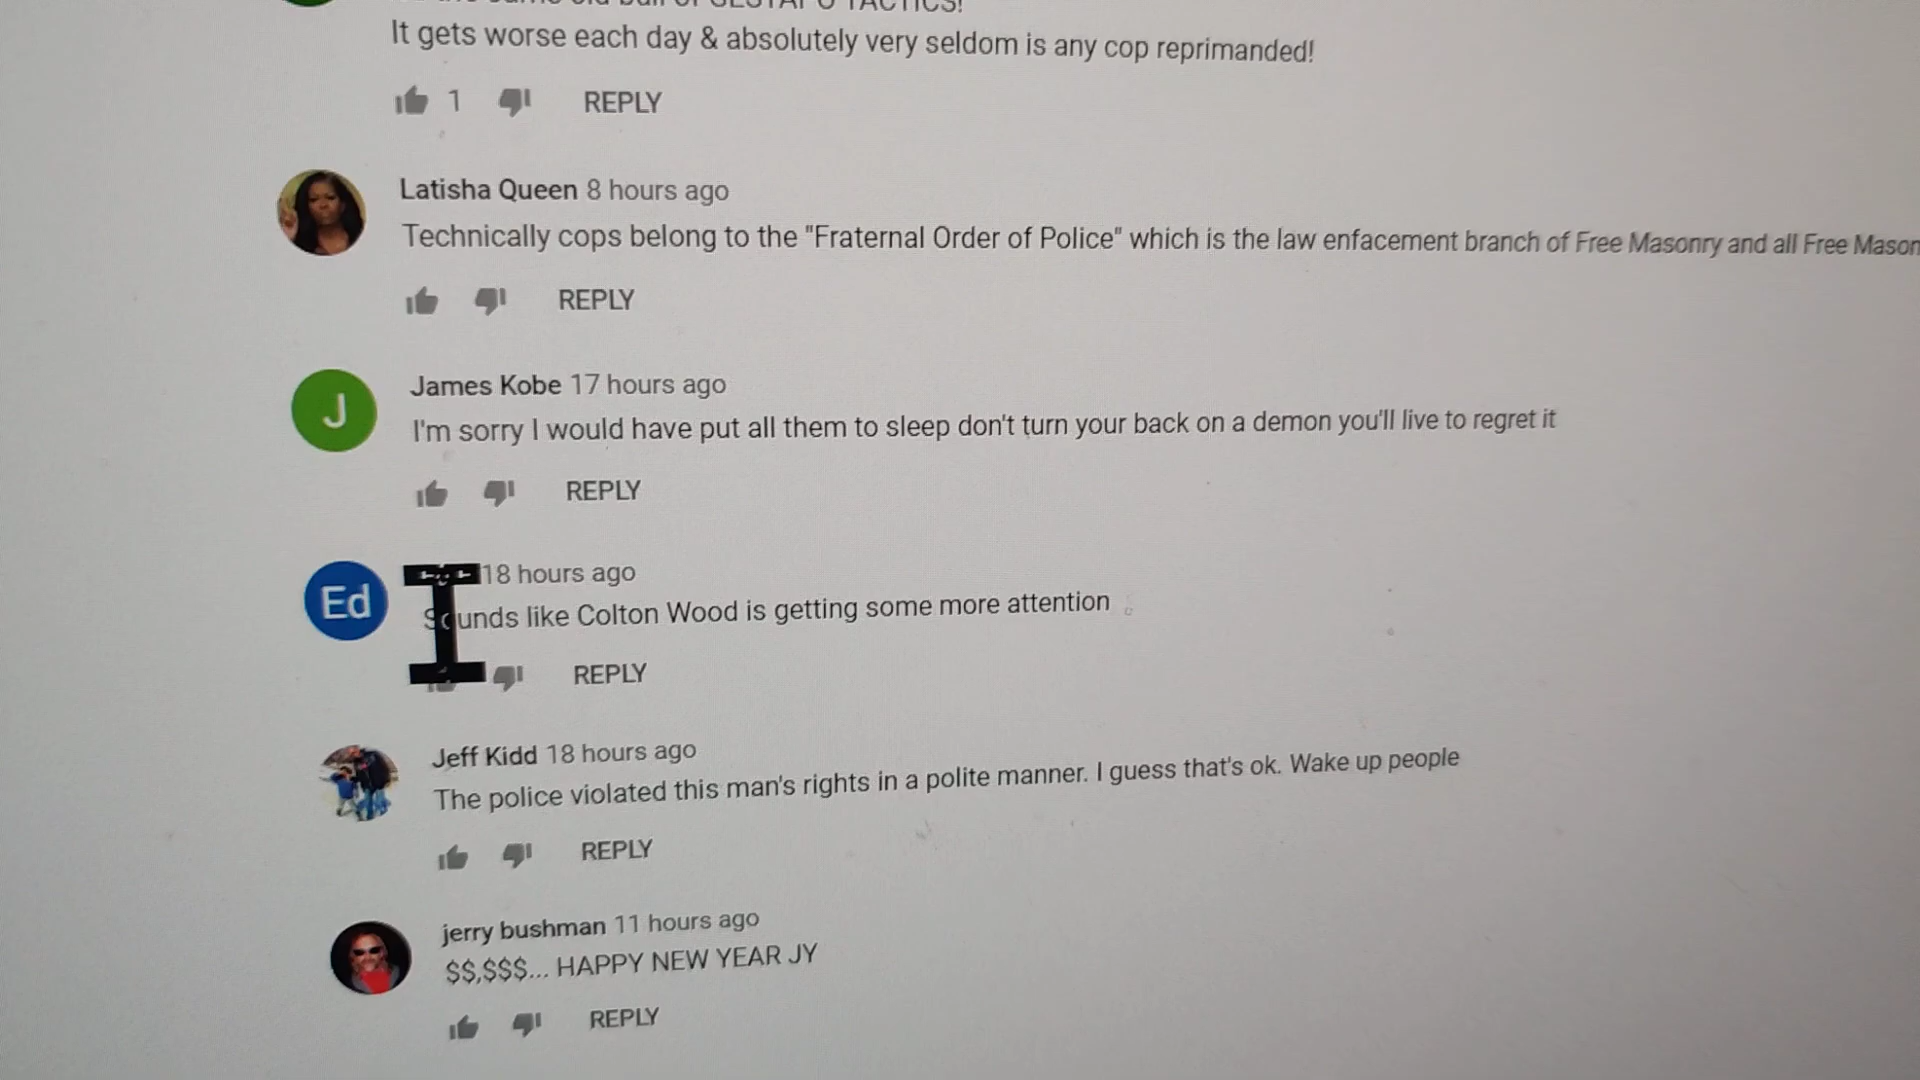 GESTAPO TACTICS!
It gets worse each day & absolutely very seldom is any cop reprimanded!
1 REPLY
Latisha Queen 8 hours ago
Technically cops belong to the "Fraternal Order of Police" which is the law enfacement branch of Free Masonry and all Free Mason
REPLY
J
James Kobe 17 hours ago
I'm sorry I would have put all them to sleep don't turn your back on a demon you'll live to regret it
REPLY
Ed
18 hours ago
Sounds like Colton Wood is getting some more attention
REPLY
Jeff Kidd 18 hours ago
The police violated this man's rights in a polite manner. I guess that's ok. Wake up people
REPLY
jerry bushman 11 hours ago
$$,$$$... HAPPY NEW YEAR JY
REPLY